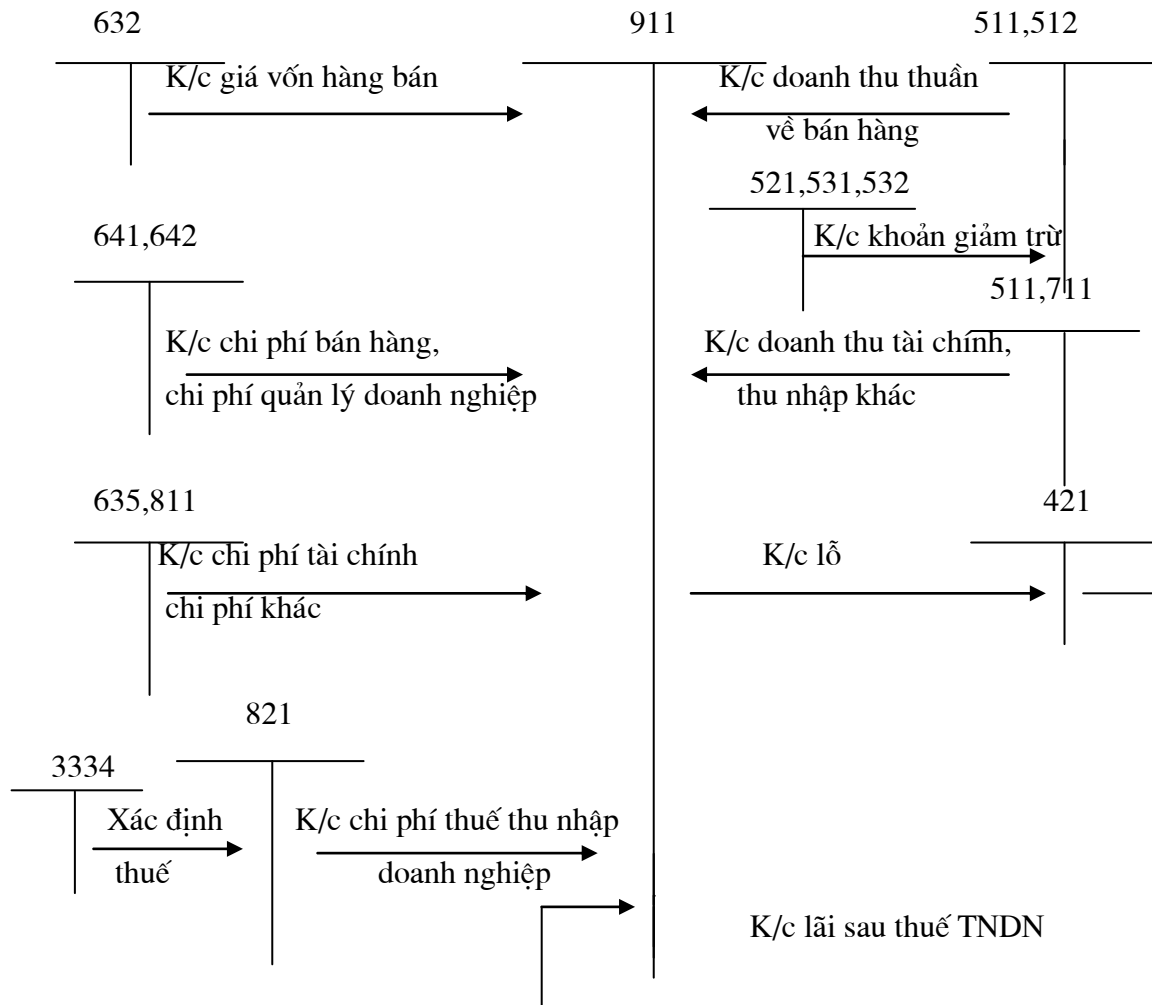 632
911
511,512
K/c giá vốn hàng bán
K/c doanh thu thuần
về bán hàng
521,531,532
K/c khoản giảm trừ
641,642
511,711
K/c chi phí bán hàng,
chi phí quản lý doanh nghiệp
K/c doanh thu tài chính,
thu nhập khác
635,811
421
K/c chi phí tài chính
chi phí khác
K/c lỗ
821
3334
Xác định
thuế
K/c chi phí thuế thu nhập
doanh nghiệp
K/c lãi sau thuế TNDN